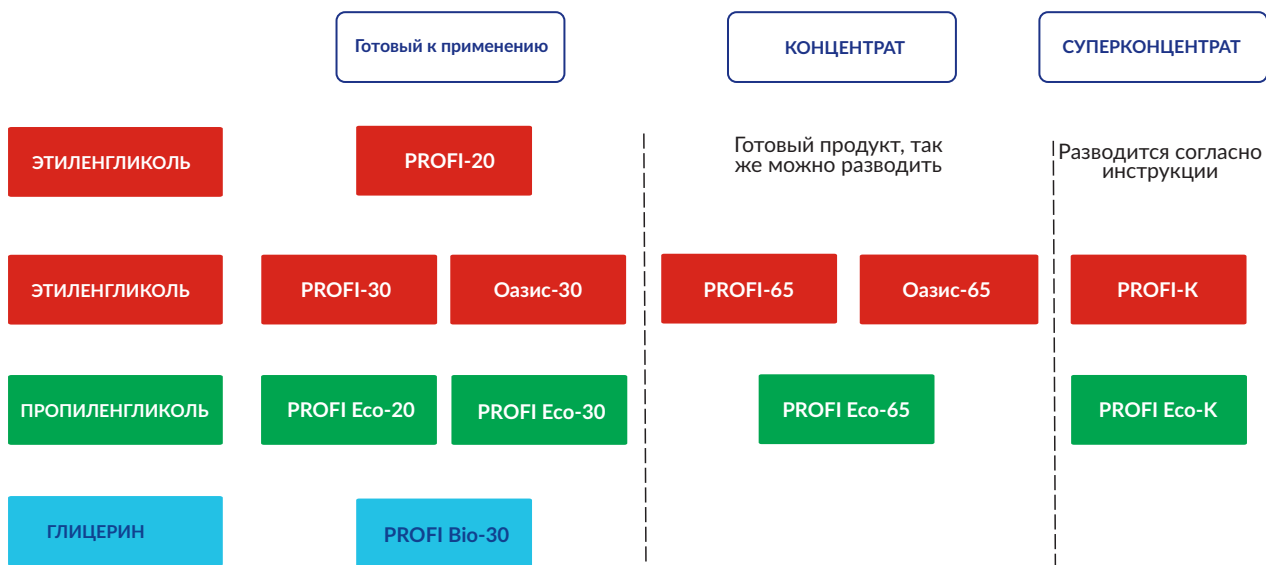 Готовый к применению
КОНЦЕНТРАТ
СУПЕРКОНЦЕНТРАТ
ЭТИЛЕНГЛИКОЛЬ
PROFI-20
Готовый продукт, так
же можно разводить
Разводится согласно
инструкции
ЭТИЛЕНГЛИКОЛЬ
PROFI-30
Оазис-30
PROFI-65
Оазис-65
PROFI-K
ПРОПИЛЕНГЛИКОЛЬ
PROFI Eco-20
PROFI Eco-30
PROFI Eco-65
PROFI Eco-K
ГЛИЦЕРИН
PROFI Bio-30